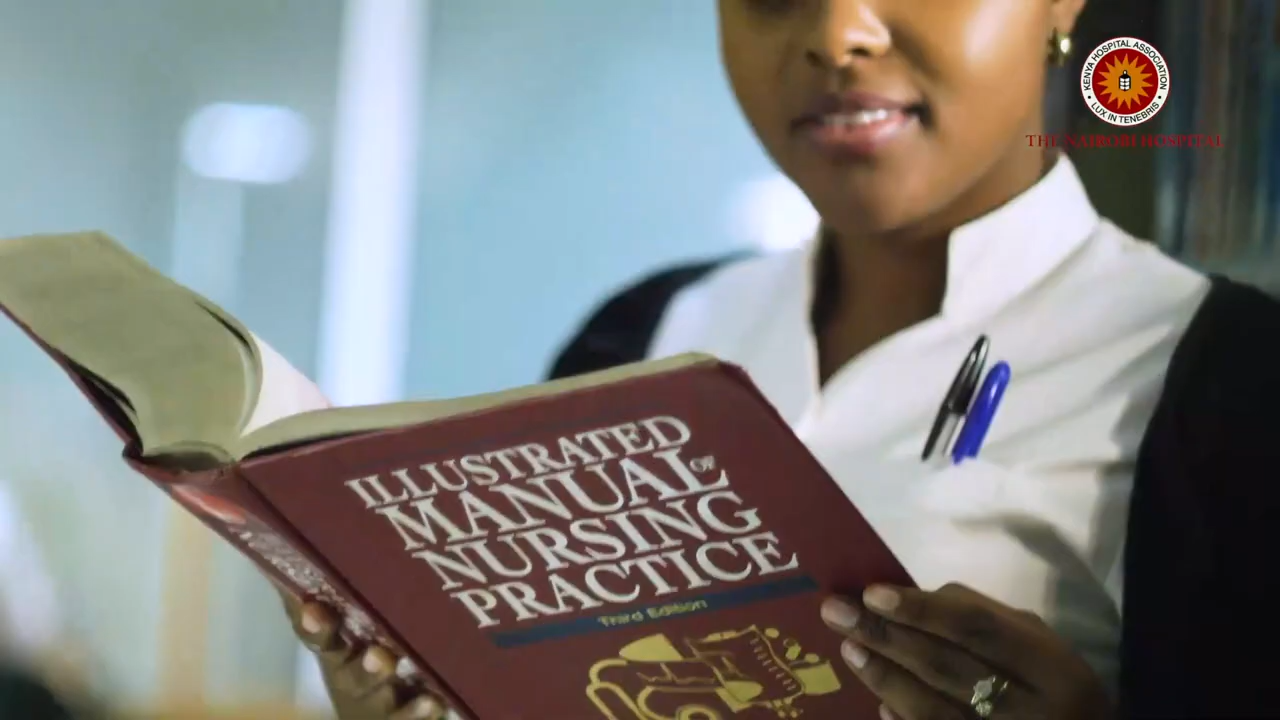 KENYA HOSPITAL ASSOCIATION
• LUX IN TENEBRIS •
THE NAIROBI HOSPITAL
ILLUSTRATED
MANUAL OF
NURSING
PRACTICE
Third Edition